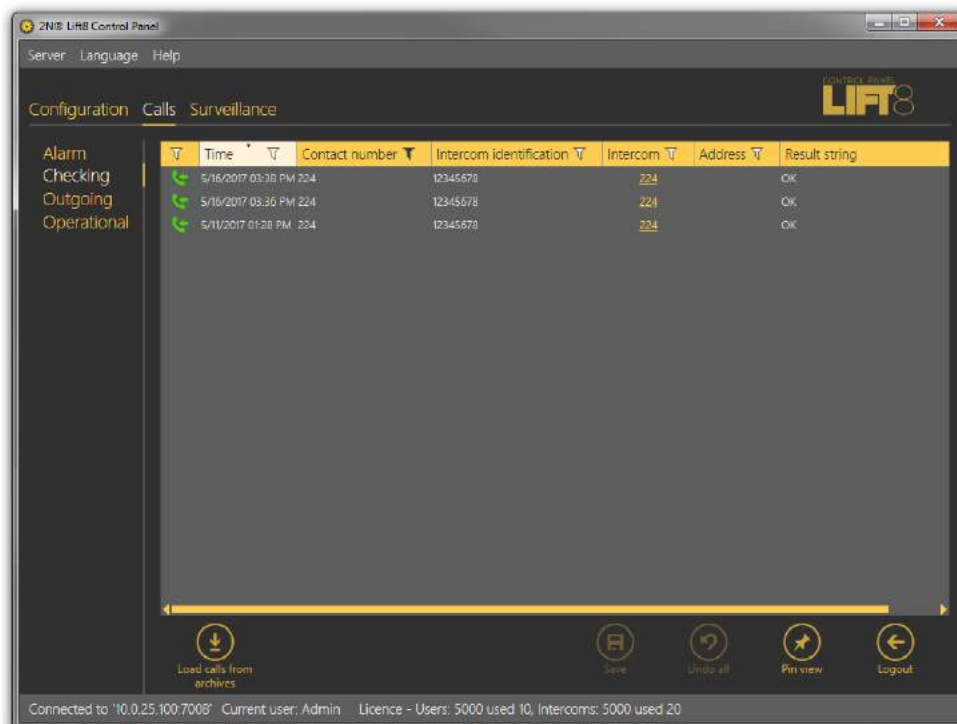 2N® Lift8 Control Panel
Server Language Help
CONTROL PANEL
LIFT8
Configuration Calls Surveillance
Alarm
Checking
Outgoing
Operational
Time Contact number Intercom identification Intercom Address Result string
5/16/2017 03:38 PM 224 12345678 224 OK
5/16/2017 03:36 PM 224 12345678 224 OK
5/11/2017 01:28 PM 224 12345678 224 OK
Load calls from
archives
Save Undo all Pin view Logout
Connected to '10.0.25.100:7008' Current user: Admin Licence - Users: 5000 used 10, Intercoms: 5000 used 20